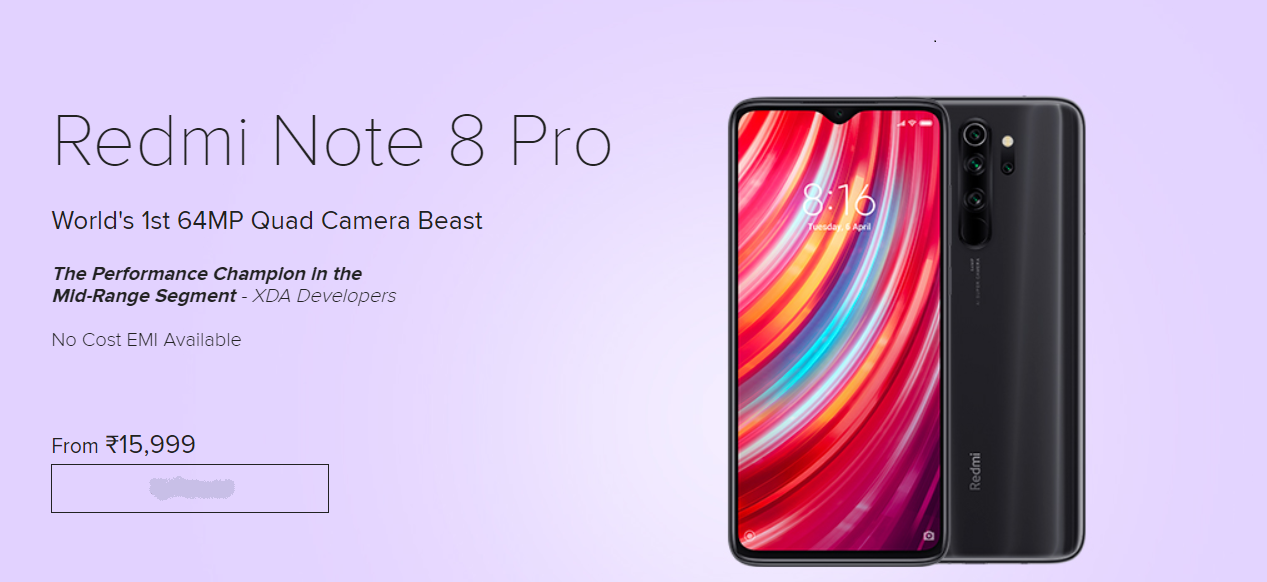 Redmi Note 8 Pro
World's 1st 64MP Quad Camera Beast
The Performance Champion in the
Mid-Range Segment - XDA Developers
No Cost EMI Available
From ₹15,999
8:16
Tuesday, 6 April
Redmi